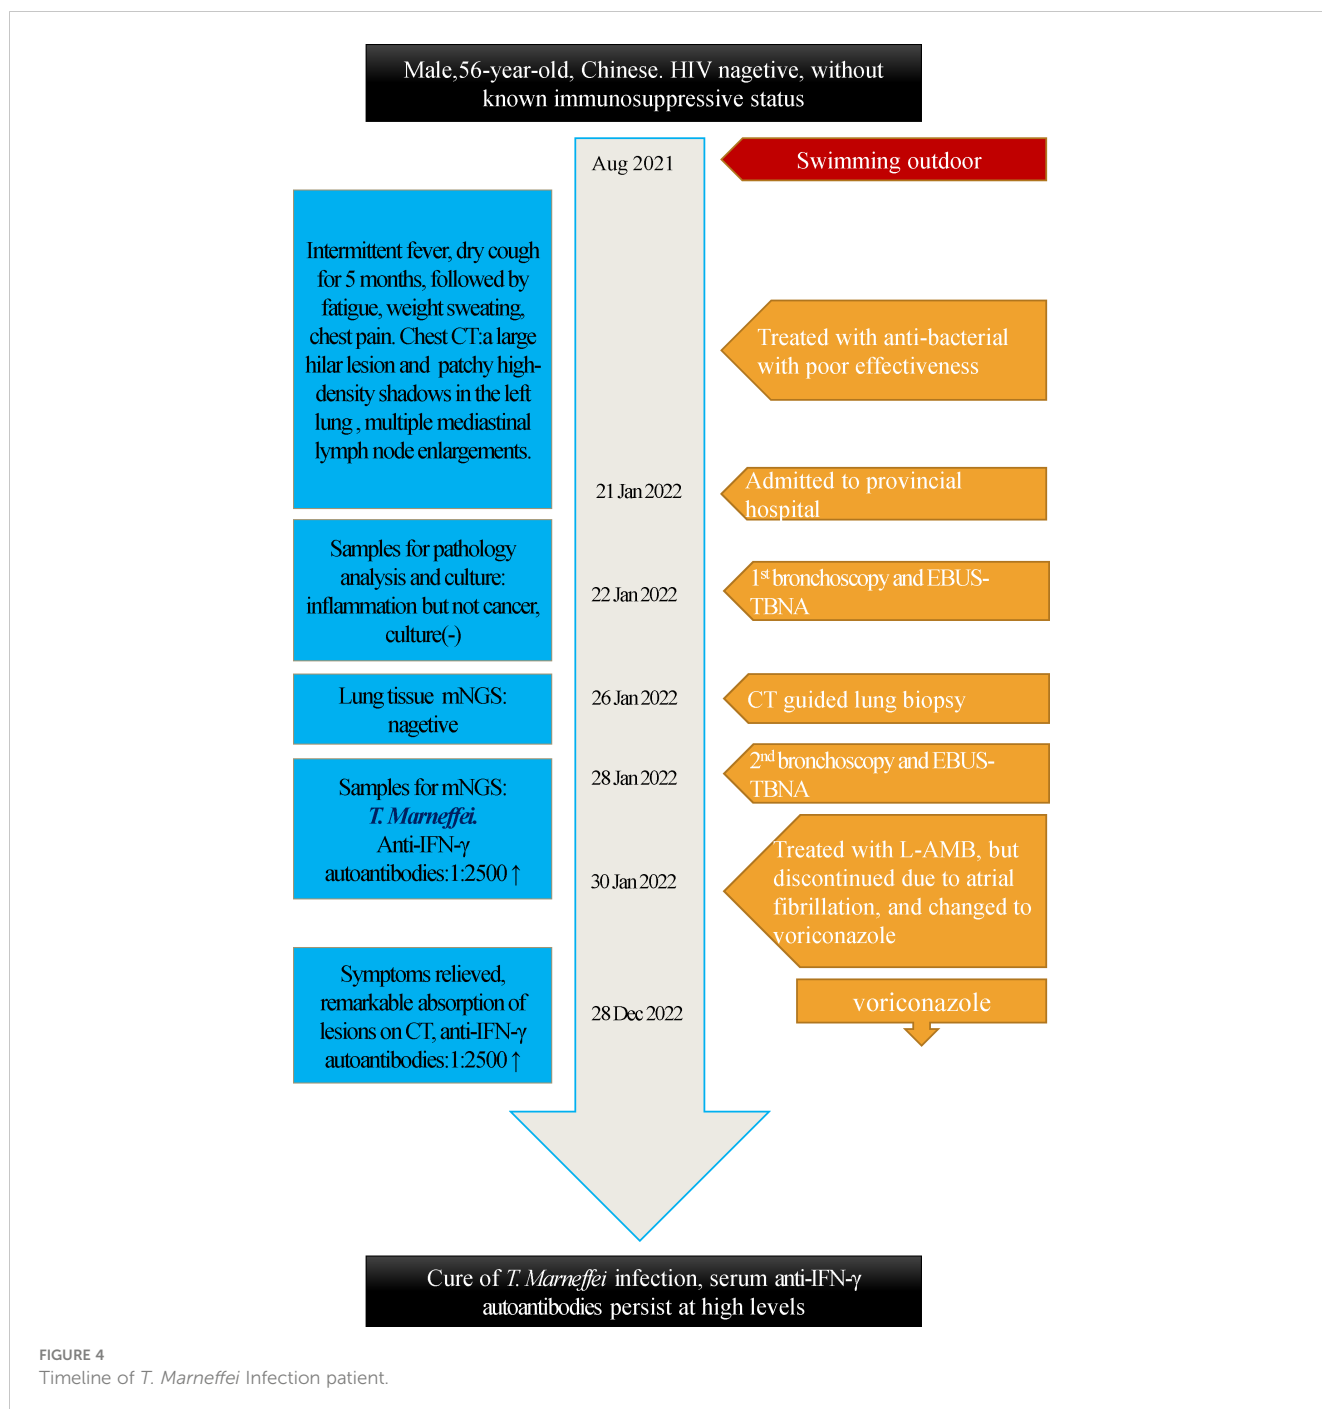 Male,56-year-old, Chinese. HIV nagetive, without
known immunosuppressive status
Aug 2021
Swimming outdoor
Intermittent fever, dry cough
for 5 months, followed by
fatigue, weight sweating,
chest pain. Chest CT:a large
hilar lesion and patchy high-
density shadows in the left
lung , multiple mediastinal
lymph node enlargements.
Treated with anti-bacterial
with poor effectiveness
21 Jan 2022
Admitted to provincial
hospital
Samples for pathology
analysis and culture:
inflammation but not cancer,
culture(-)
22 Jan 2022
1st bronchoscopy and EBUS-
TBNA
Lung tissue mNGS:
nagetive
26 Jan 2022
CT guided lung biopsy
Samples for mNGS:
T. Marneffei.
Anti-IFN-γ
autoantibodies:1:2500 ↑
28 Jan 2022
2nd bronchoscopy and EBUS-
TBNA
30 Jan 2022
Treated with L-AMB, but
discontinued due to atrial
fibrillation, and changed to
voriconazole
Symptoms relieved,
remarkable absorption of
lesions on CT, anti-IFN-γ
autoantibodies:1:2500 ↑
28 Dec 2022
voriconazole
Cure of T. Marneffei infection, serum anti-IFN-γ
autoantibodies persist at high levels
FIGURE 4
Timeline of T. Marneffei Infection patient.